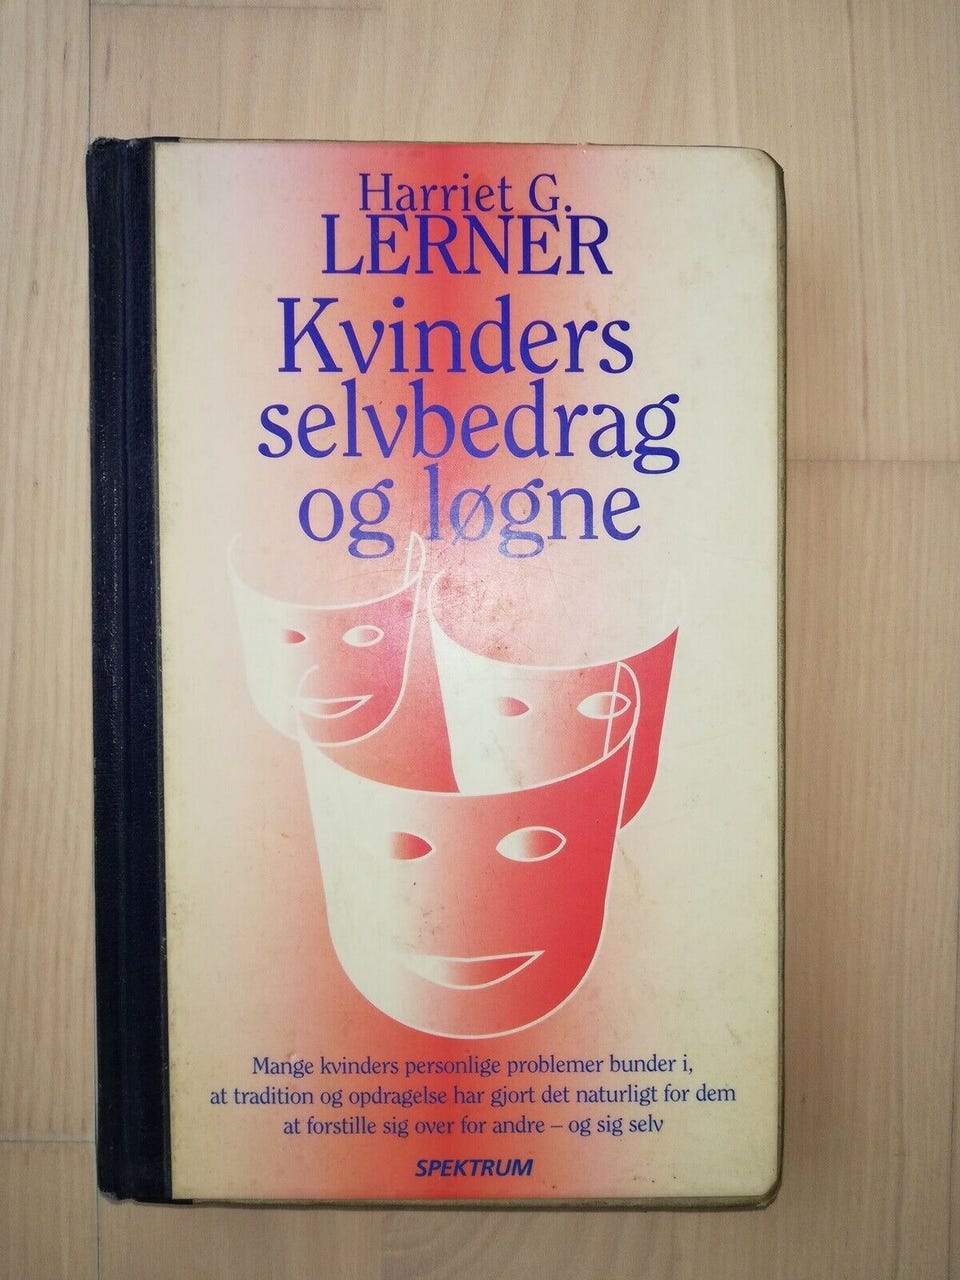 Harriet G.
LERNER
Kvinders
selvbedrag
og løgne
Mange kvinders personlige problemer bunder i,
at tradition og opdragelse har gjort det naturligt for dem
at forstille sig over for andre – og sig selv
SPEKTRUM